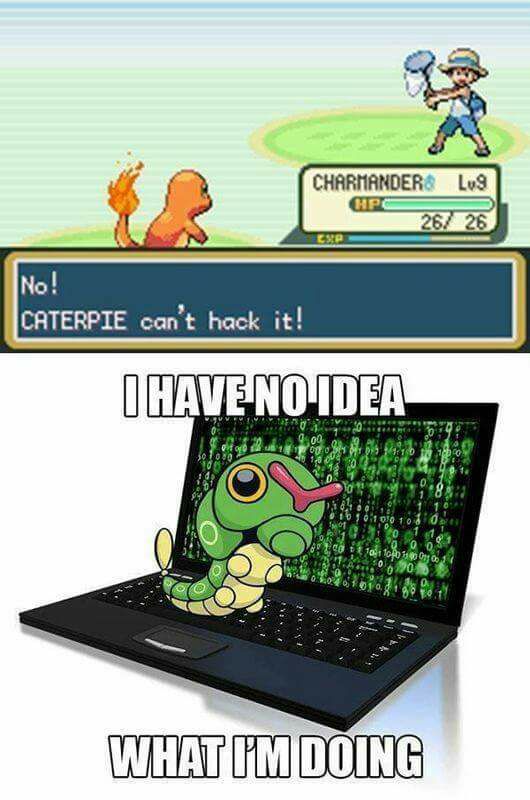 CHARMANDER♂ Lv9
HP
26/ 26
EXP
No!
CATERPIE can't hack it!
I HAVE NO IDEA
WHAT I'M DOING